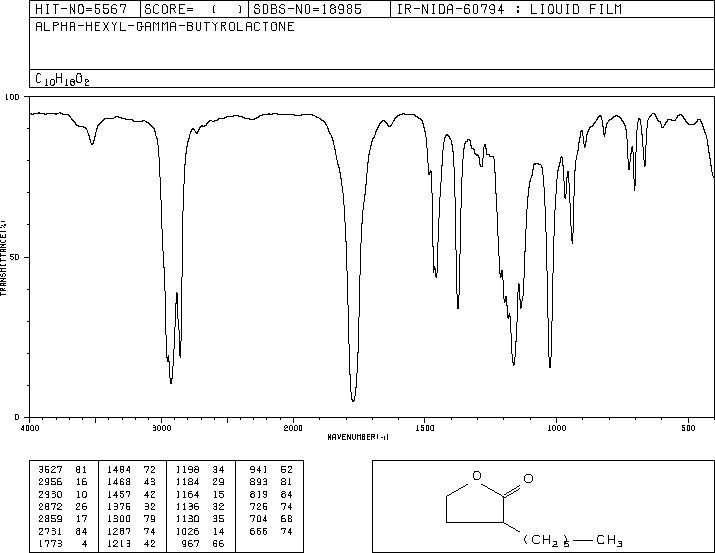 HIT-NO=5567 SCORE= ( ) SDBS-NO=18985 IR-NIDA-60794 : LIQUID FILM
ALPHA-HEXYL-GAMMA-BUTYROLACTONE
C10H18O2
100
50
0
TRANSMITTANCE(%)
4000 3000 2000 1500 1000 500
WAVENUMBER(-1)
3527 81 1484 72 1198 34 941 52
2956 16 1468 43 1184 29 893 81
2930 10 1457 42 1164 15 819 84
2872 26 1376 32 1136 32 726 74
2859 17 1300 79 1130 35 704 68
2731 84 1287 74 1026 14 666 74
1773 4 1213 42 967 66
O O
(CH2)5—CH3